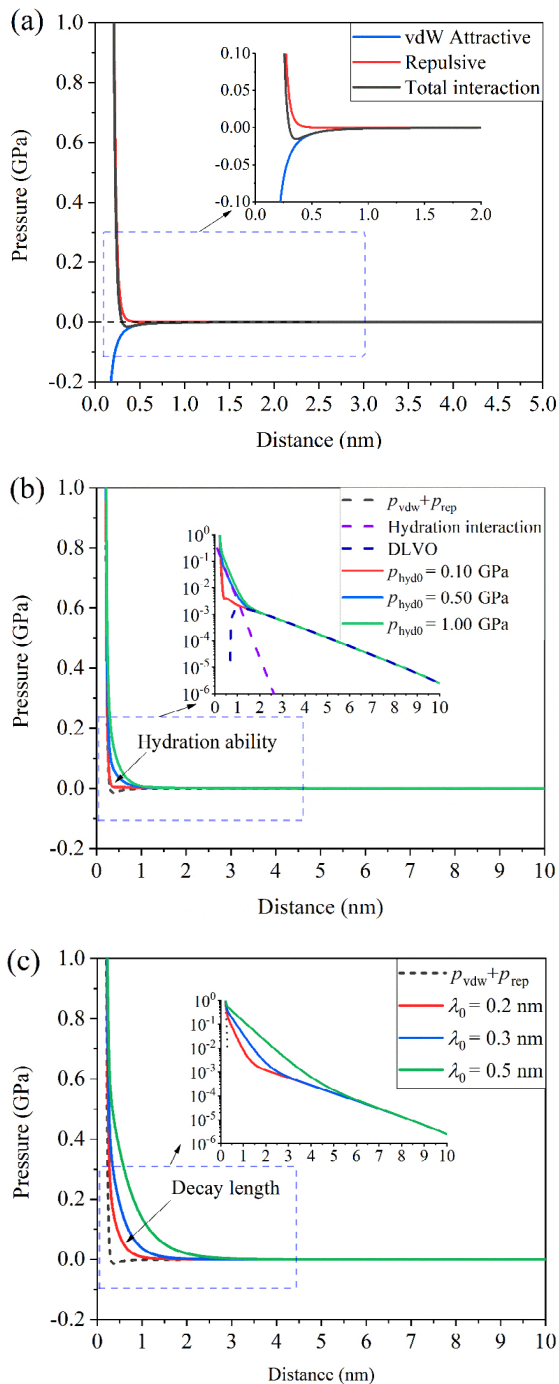 (a)
vdW Attractive
Repulsive
Total interaction
Pressure (GPa)
1.0
0.8
0.6
0.4
0.2
0.0
-0.2
0.10
0.05
0.00
-0.05
-0.10
0.0 0.5 1.0 1.5 2.0
0.0 0.5 1.0 1.5 2.0 2.5 3.0 3.5 4.0 4.5 5.0
Distance (nm)
(b)
p_vdw+p_rep
Hydration interaction
DLVO
p_hyd0 = 0.10 GPa
p_hyd0 = 0.50 GPa
p_hyd0 = 1.00 GPa
Pressure (GPa)
1.0
0.8
0.6
0.4
0.2
0.0
-0.2
10^0
10^-1
10^-2
10^-3
10^-4
10^-5
10^-6
0 1 2 3 4 5 6 7 8 9 10
Hydration ability
0 1 2 3 4 5 6 7 8 9 10
Distance (nm)
(c)
p_vdw+p_rep
λ_0 = 0.2 nm
λ_0 = 0.3 nm
λ_0 = 0.5 nm
Pressure (GPa)
1.0
0.8
0.6
0.4
0.2
0.0
-0.2
10^0
10^-1
10^-2
10^-3
10^-4
10^-5
10^-6
0 1 2 3 4 5 6 7 8 9 10
Decay length
0 1 2 3 4 5 6 7 8 9 10
Distance (nm)